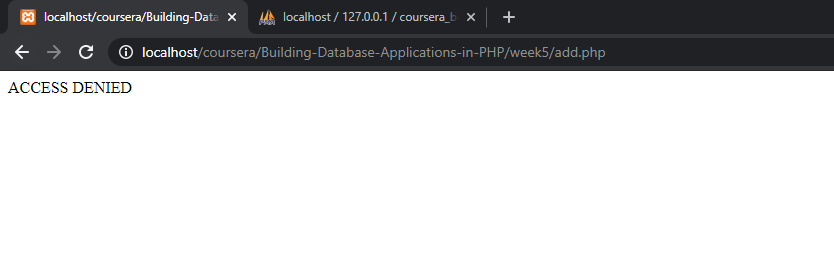 localhost/coursera/Building-Data
localhost / 127.0.0.1 / coursera_b
localhost/coursera/Building-Database-Applications-in-PHP/week5/add.php
ACCESS DENIED